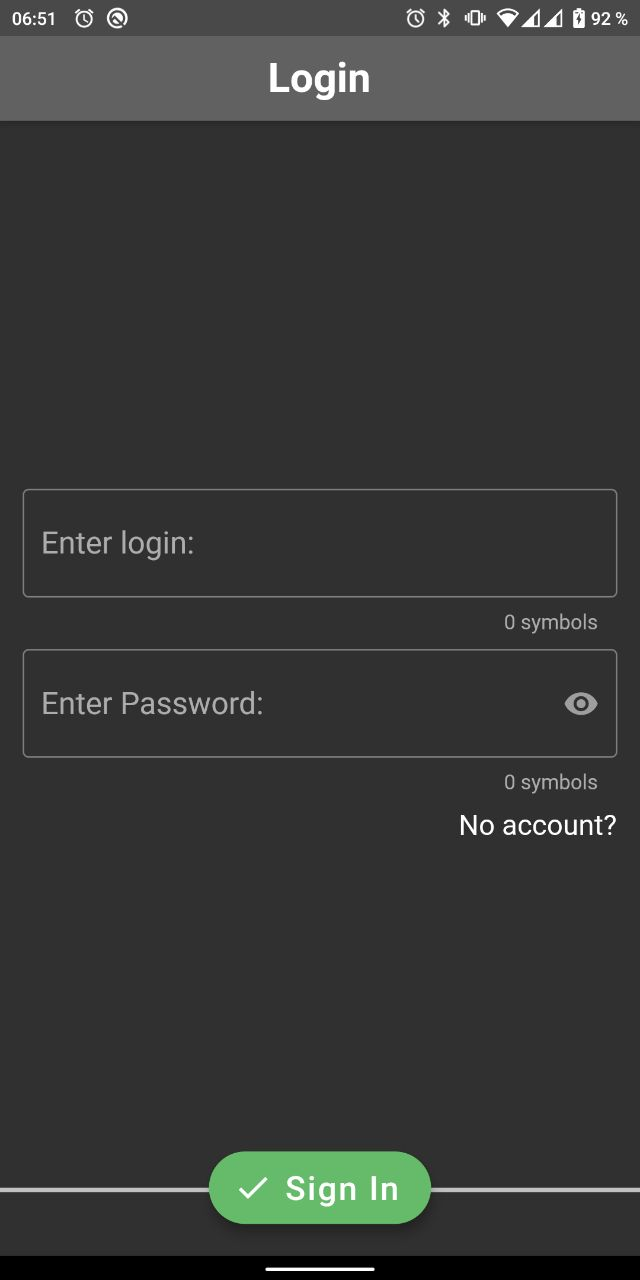 06:51 92 %
Login
Enter login:
0 symbols
Enter Password:
0 symbols
No account?
Sign In